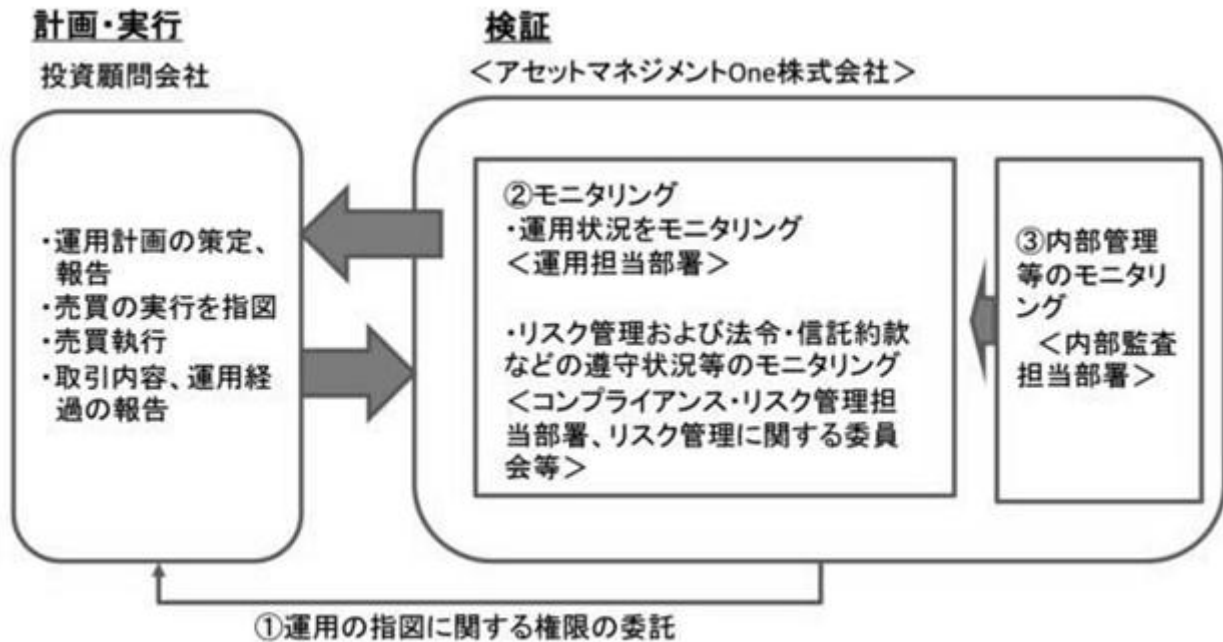 計画・実行
投資顧問会社
・運用計画の策定、
報告
・売買の実行を指図
・売買執行
・取引内容、運用経
過の報告
検証
＜アセットマネジメントOne株式会社＞
②モニタリング
・運用状況をモニタリング
＜運用担当部署＞
・リスク管理および法令・信託約款
などの遵守状況等のモニタリング
＜コンプライアンス・リスク管理担
当部署、リスク管理に関する委員
会等＞
③内部管理
等のモニタリ
ング
＜内部監査
担当部署＞
①運用の指図に関する権限の委託